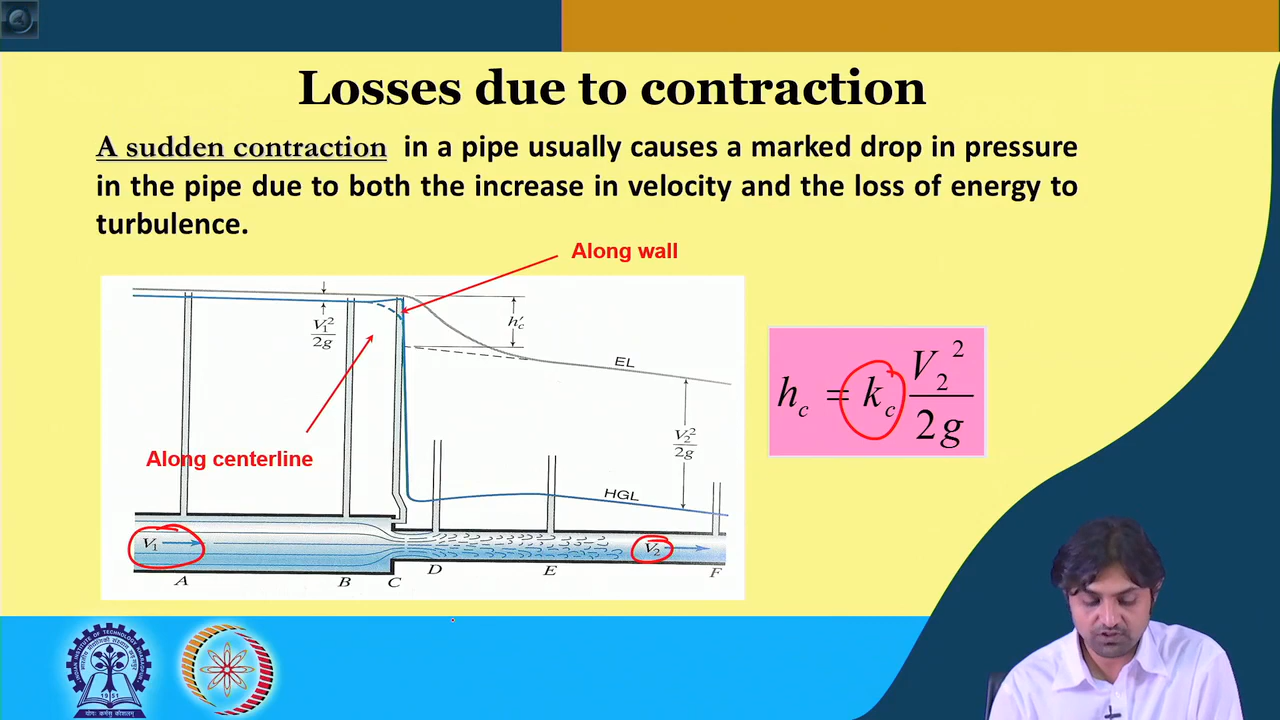 Losses due to contraction
A sudden contraction in a pipe usually causes a marked drop in pressure
in the pipe due to both the increase in velocity and the loss of energy to
turbulence.
Along wall
V₁²
2g
h'c
EL
V₂²
2g
Along centerline
HGL
V₁
V₂
A
B
C
D
E
F
h_c = k_c V₂²
2g
1951